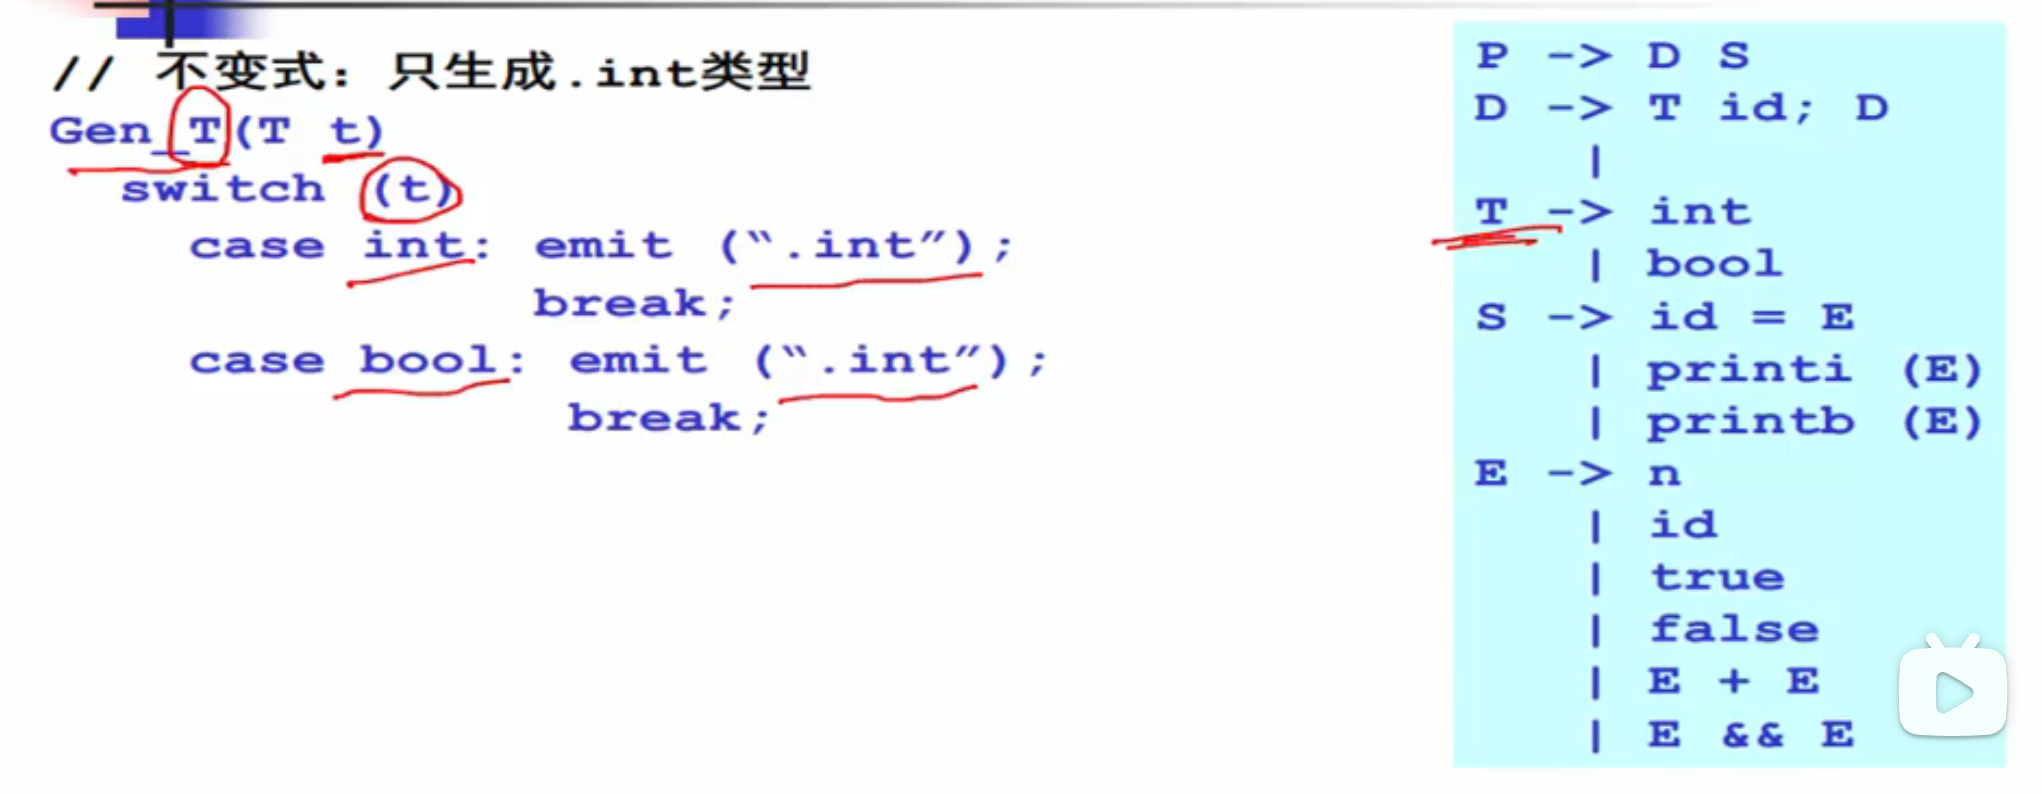 // 不变式：只生成.int类型
Gen_T(T t)
switch (t)
case int: emit (“.int”);
break;
case bool: emit (“.int”);
break;
P -> D S
D -> T id; D
|
T -> int
| bool
S -> id = E
| printi (E)
| printb (E)
E -> n
| id
| true
| false
| E + E
| E && E